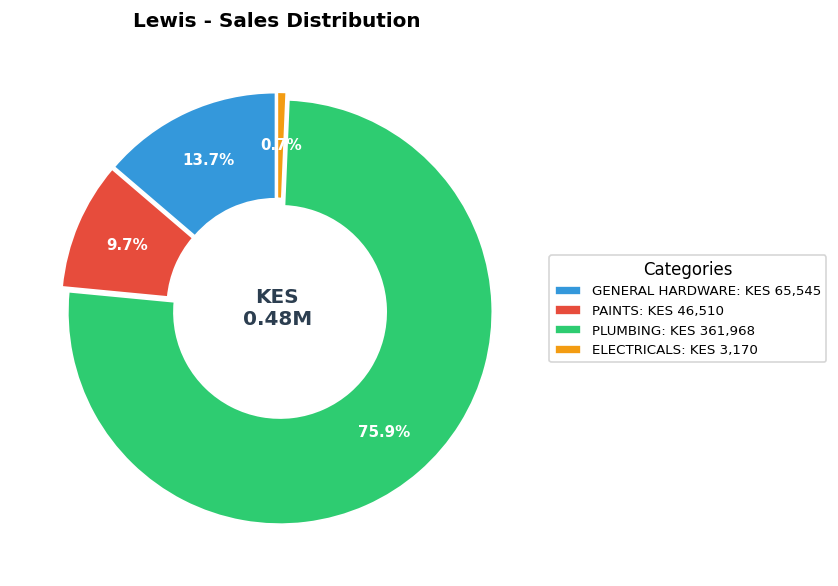 Lewis - Sales Distribution
13.7%
0.7%
9.7%
75.9%
KES
0.48M
Categories
GENERAL HARDWARE: KES 65,545
PAINTS: KES 46,510
PLUMBING: KES 361,968
ELECTRICALS: KES 3,170